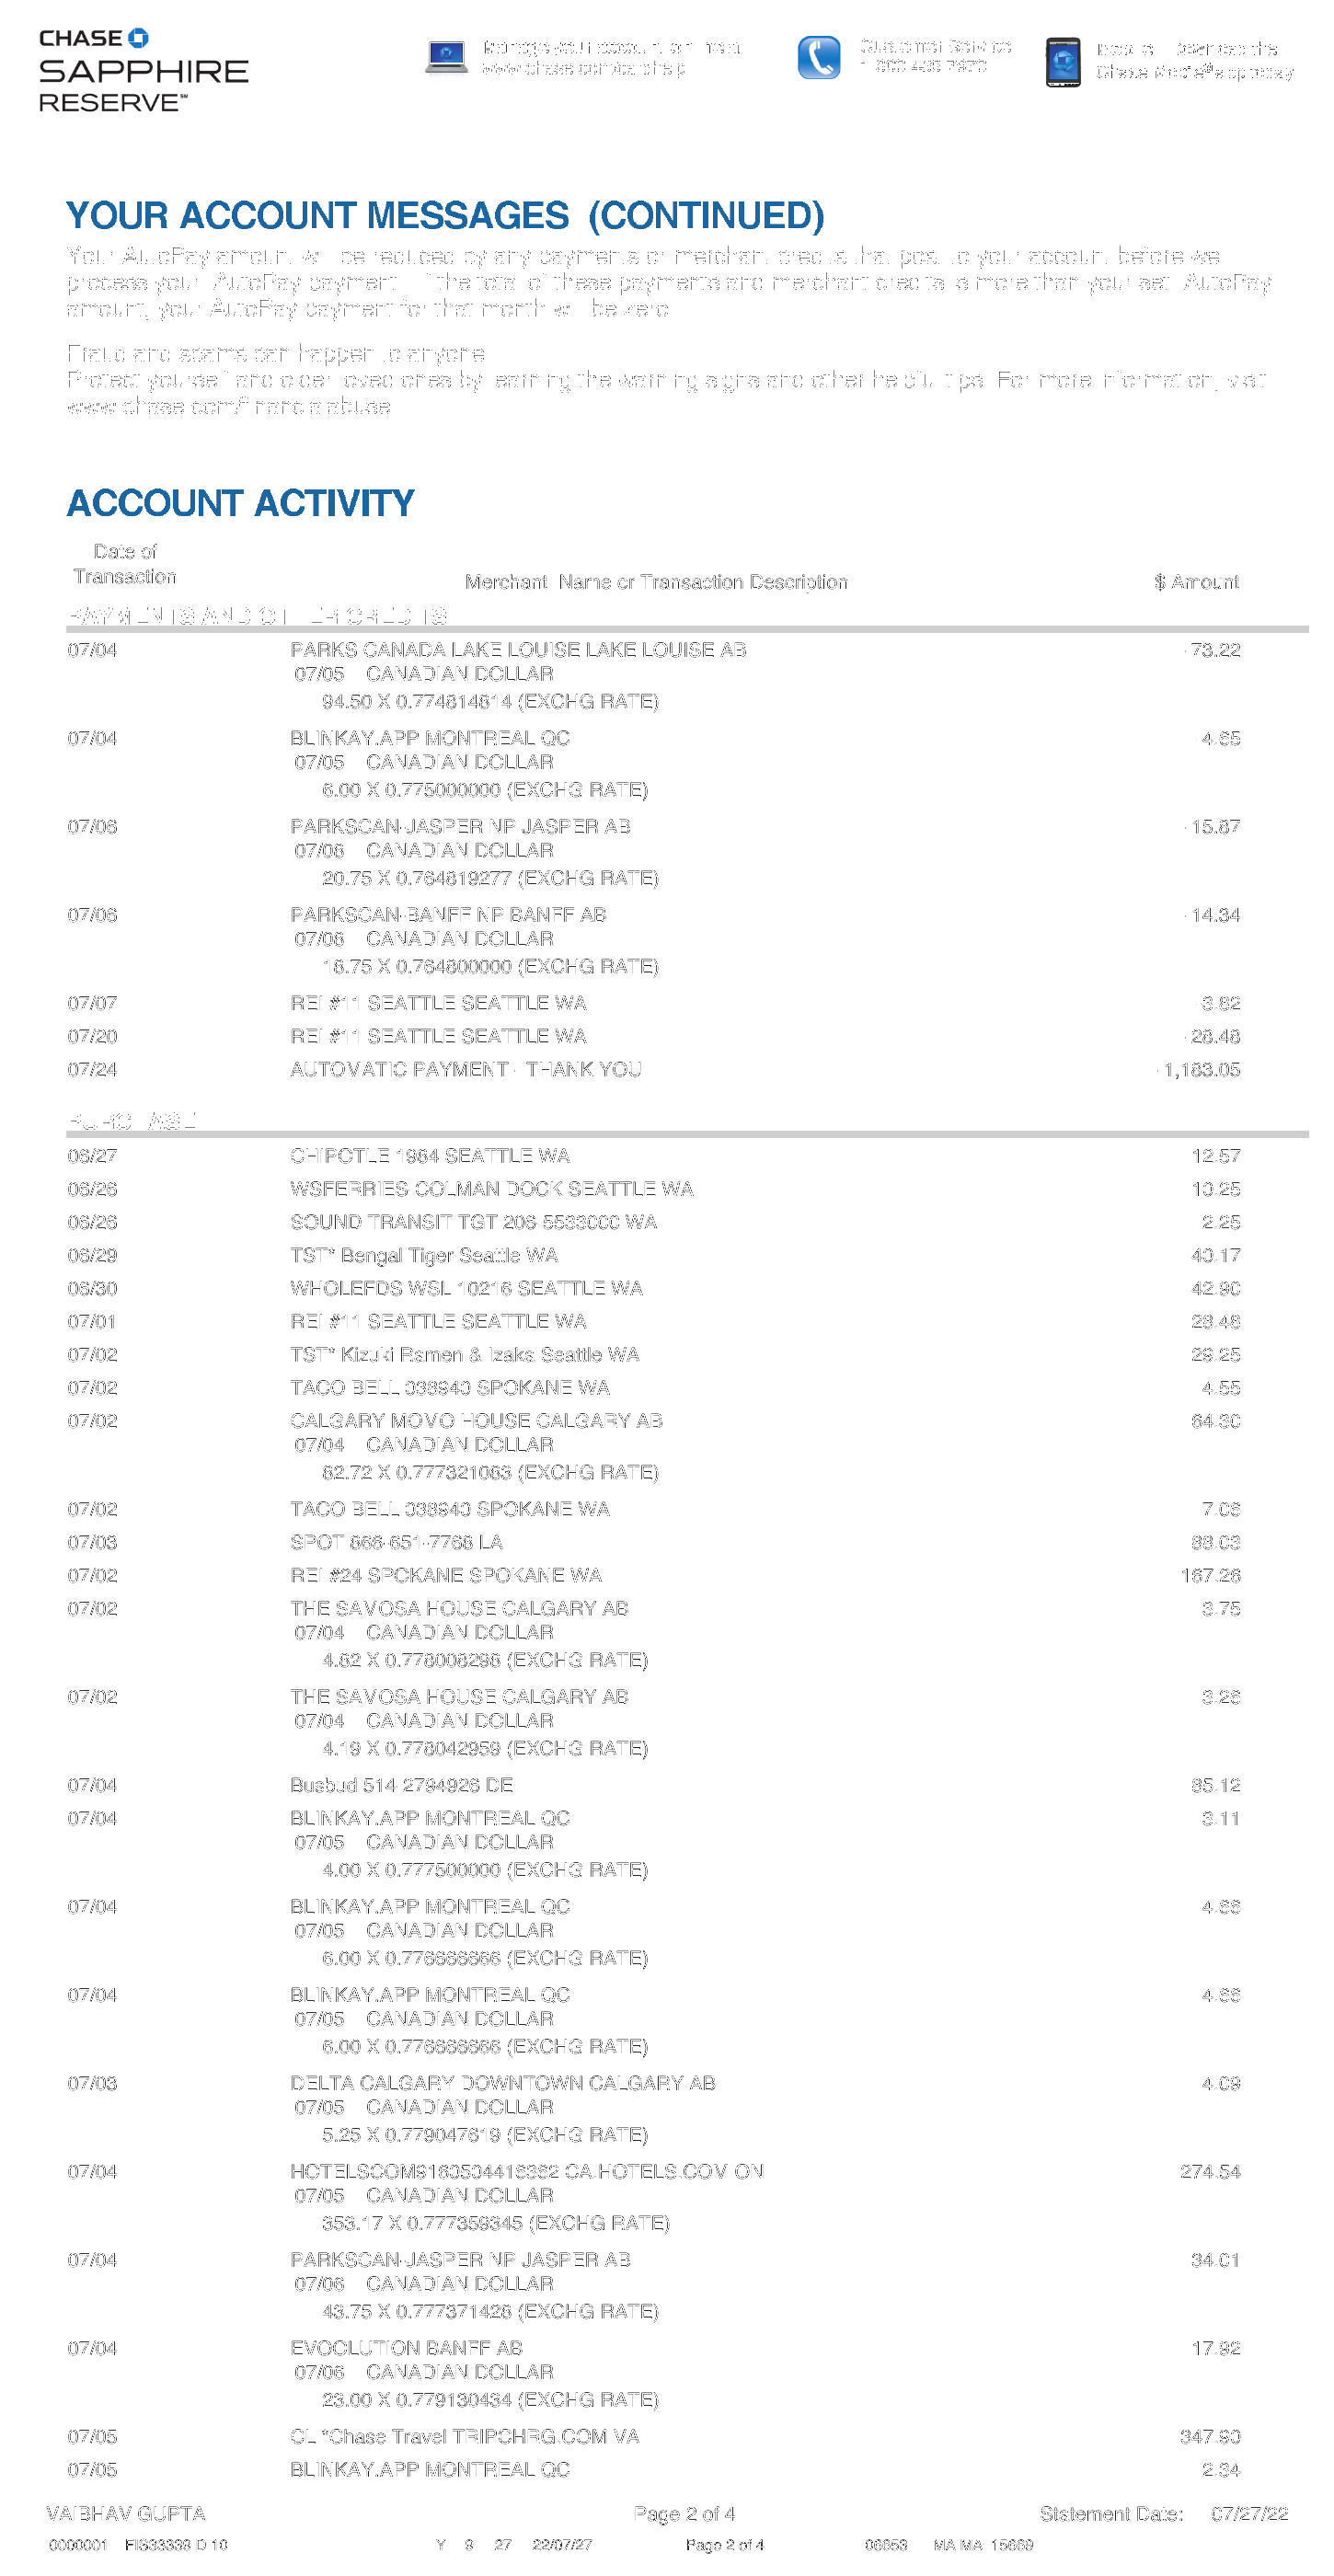 CHASE
SAPPHIRE
RESERVE℠
Manage your account online at
www.chase.com/cardhelp
Customer Service
Mobile: Download the
Chase Mobile® app today
YOUR ACCOUNT MESSAGES (CONTINUED)
Your AutoPay amount will be reduced by any payments or merchant credits that post to your account before we
process your AutoPay payment. If the total of these payments and merchant credits is more than your set AutoPay
amount, your AutoPay payment for that month will be zero.
Fraud and scams can happen to anyone
Protect yourself and older loved ones by learning the warning signs and other helpful tips. For more information, visit
www.chase.com/financialabuse
ACCOUNT ACTIVITY
Date of
Transaction
Merchant Name or Transaction Description
$ Amount
PAYMENTS AND OTHER CREDITS
07/04 PARKS CANADA LAKE LOUISE LAKE LOUISE AB -73.22
07/05 CANADIAN DOLLAR
94.50 X 0.774814814 (EXCHG RATE)
07/04 BLINKAY.APP MONTREAL QC -4.65
07/05 CANADIAN DOLLAR
6.00 X 0.775000000 (EXCHG RATE)
07/06 PARKSCAN-JASPER NP JASPER AB -15.87
07/08 CANADIAN DOLLAR
20.75 X 0.764819277 (EXCHG RATE)
07/06 PARKSCAN-BANFF NP BANFF AB -14.34
07/08 CANADIAN DOLLAR
18.75 X 0.764800000 (EXCHG RATE)
07/07 REI #11 SEATTLE SEATTLE WA -3.82
07/20 REI #11 SEATTLE SEATTLE WA -28.48
07/24 AUTOMATIC PAYMENT - THANK YOU -1,183.05
PURCHASE
06/27 CHIPOTLE 1984 SEATTLE WA 12.57
06/26 WSFERRIES-COLMAN DOCK SEATTLE WA 13.25
06/26 SOUND TRANSIT TGT 206-5533000 WA 2.25
06/29 TST* Bengal Tiger Seattle WA 43.17
06/30 WHOLEFDS WSL 10216 SEATTLE WA 42.90
07/01 REI #11 SEATTLE SEATTLE WA 28.48
07/02 TST* Kizuki Ramen & Izaka Seattle WA 29.25
07/02 TACO BELL 038940 SPOKANE WA 4.55
07/02 CALGARY MOVO HOUSE CALGARY AB 64.30
07/04 CANADIAN DOLLAR
82.72 X 0.777321083 (EXCHG RATE)
07/02 TACO BELL 038940 SPOKANE WA 7.06
07/03 SPOT 866-651-7768 LA 88.03
07/02 REI #24 SPOKANE SPOKANE WA 167.26
07/02 THE SAVOSA HOUSE CALGARY AB 3.75
07/04 CANADIAN DOLLAR
4.82 X 0.778008298 (EXCHG RATE)
07/02 THE SAVOSA HOUSE CALGARY AB 3.26
07/04 CANADIAN DOLLAR
4.19 X 0.778042959 (EXCHG RATE)
07/04 Busbud 514-2794926 DE 85.12
07/04 BLINKAY.APP MONTREAL QC 3.11
07/05 CANADIAN DOLLAR
4.00 X 0.777500000 (EXCHG RATE)
07/04 BLINKAY.APP MONTREAL QC 4.66
07/05 CANADIAN DOLLAR
6.00 X 0.776666666 (EXCHG RATE)
07/04 BLINKAY.APP MONTREAL QC 4.66
07/05 CANADIAN DOLLAR
6.00 X 0.776666666 (EXCHG RATE)
07/03 DELTA CALGARY DOWNTOWN CALGARY AB 4.09
07/05 CANADIAN DOLLAR
5.25 X 0.779047619 (EXCHG RATE)
07/04 HOTELSCOM9160504416362 CA.HOTELS.COM ON 274.54
07/05 CANADIAN DOLLAR
353.17 X 0.777359345 (EXCHG RATE)
07/04 PARKSCAN-JASPER NP JASPER AB 34.01
07/06 CANADIAN DOLLAR
43.75 X 0.777371428 (EXCHG RATE)
07/04 EVOOLUTION BANFF AB 17.92
07/06 CANADIAN DOLLAR
23.00 X 0.779130434 (EXCHG RATE)
07/05 CL *Chase Travel TRIPCHRG.COM VA 347.90
07/05 BLINKAY.APP MONTREAL QC 2.34
VAIBHAV GUPTA Page 2 of 4 Statement Date: 07/27/22
0000001 FIS33339 D 10 Y 9 27 22/07/27 Page 2 of 4 06653 MA MA 15689